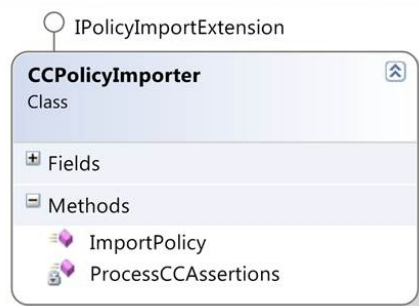 IPolicyImportExtension
CCPolicyImporter
Class
Fields
Methods
ImportPolicy
ProcessCCAssertions